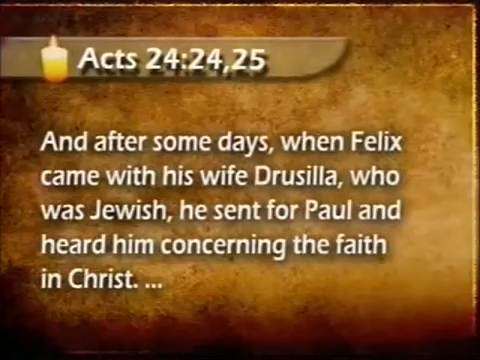 Acts 24:24,25
And after some days, when Felix
came with his wife Drusilla, who
was Jewish, he sent for Paul and
heard him concerning the faith
in Christ. ...